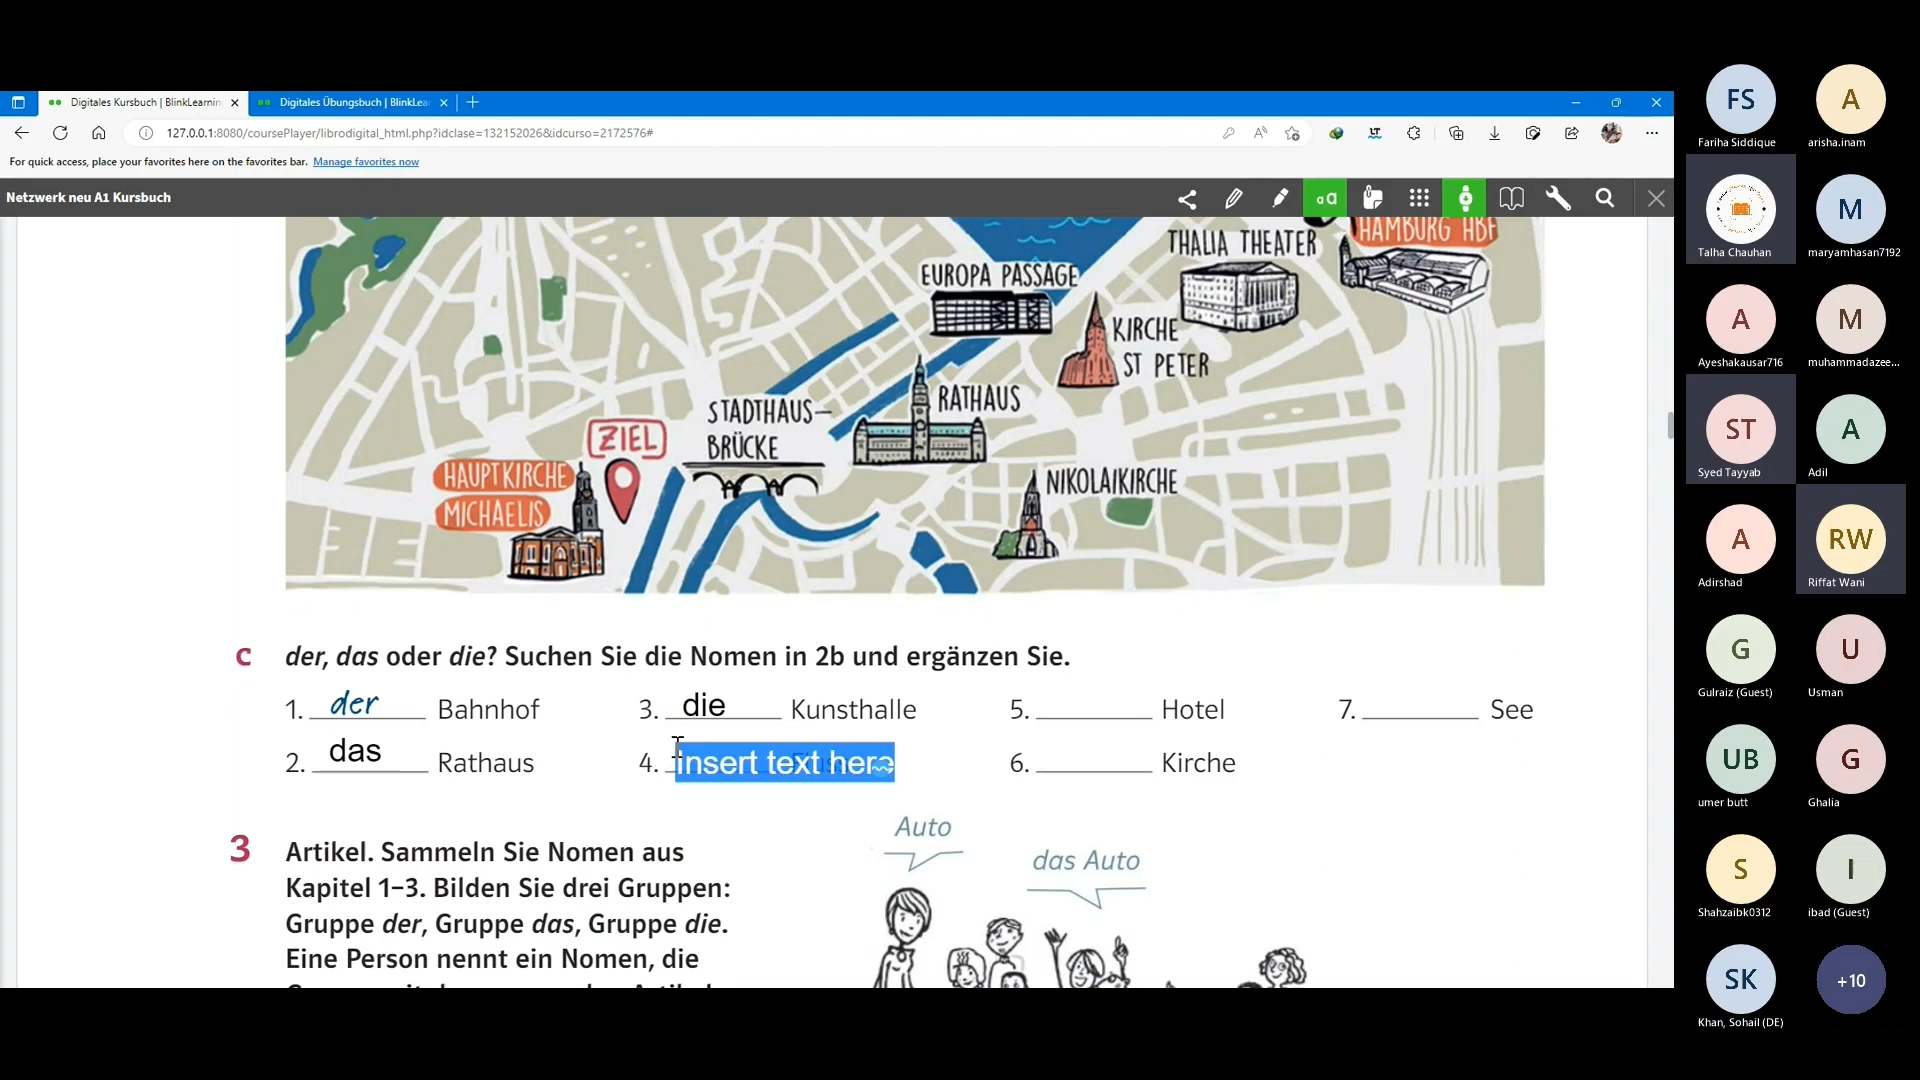 Digitales Kursbuch | BlinkLearnin
Digitales Übungsbuch | BlinkLea
127.0.0.1:8080/coursePlayer/librodigital_html.php?idclase=132152026&idcurso=2172576#
For quick access, place your favorites here on the favorites bar. Manage favorites now
Netzwerk neu A1 Kursbuch
aa
HAMBURG HBF
THALIA THEATER
EUROPA PASSAGE
KIRCHE
ST PETER
RATHAUS
STADTHAUS-
BRÜCKE
ZIEL
HAUPTKIRCHE
MICHAELIS
NIKOLAIKIRCHE
c der, das oder die? Suchen Sie die Nomen in 2b und ergänzen Sie.
1. der Bahnhof 3. die Kunsthalle 5. Hotel 7. See
2. das Rathaus 4. insert text here 6. Kirche
3 Artikel. Sammeln Sie Nomen aus
Kapitel 1–3. Bilden Sie drei Gruppen:
Gruppe der, Gruppe das, Gruppe die.
Eine Person nennt ein Nomen, die
Auto
das Auto
FS
Fariha Siddique
A
arisha.inam
Talha Chauhan
M
maryamhasan7192
A
Ayeshakausar716
M
muhammadazee...
ST
Syed Tayyab
A
Adil
A
Adirshad
RW
Riffat Wani
G
Gulraiz (Guest)
U
Usman
UB
umer butt
G
Ghalia
S
Shahzaibk0312
I
ibad (Guest)
SK
Khan, Sohail (DE)
+10